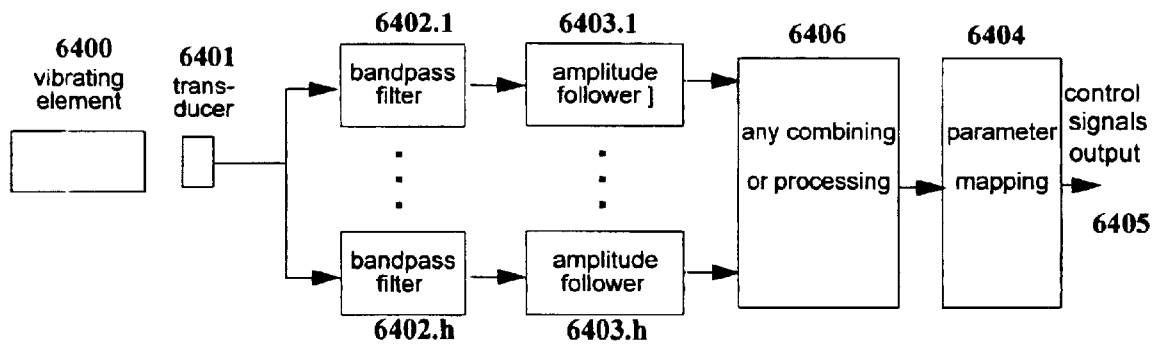 6400
vibrating
element
6401
trans-
ducer
6402.1
bandpass
filter
6403.1
amplitude
follower ]
6402.h
bandpass
filter
6403.h
amplitude
follower
6406
any combining
or processing
6404
parameter
mapping
control
signals
output
6405